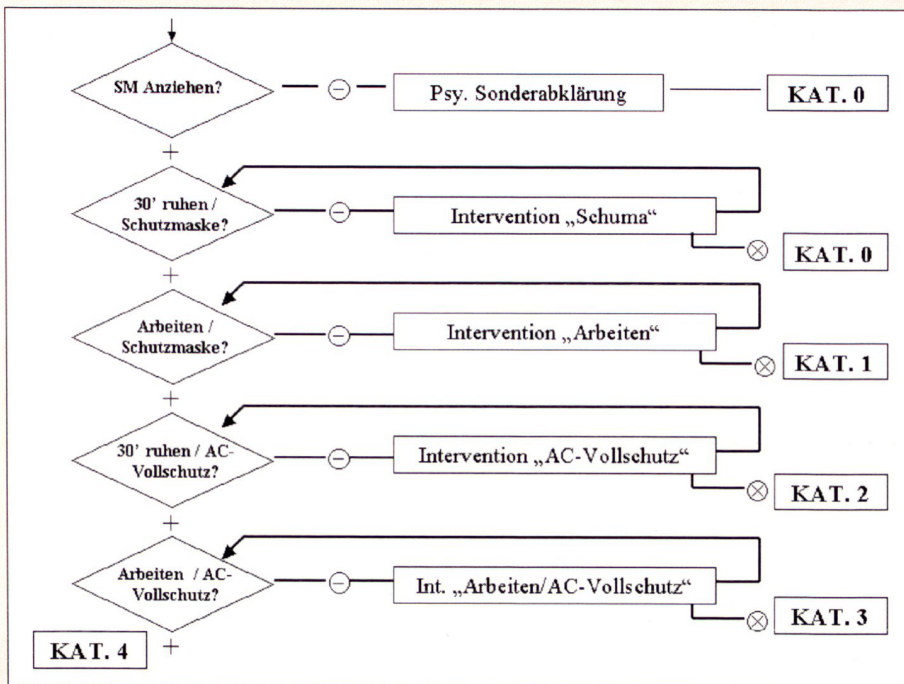 SM Anziehen?
Psy. Sonderabklärung
KAT. 0
+
30’ ruhen /
Schutzmaske?
Intervention „Schuma“
KAT. 0
+
Arbeiten /
Schutzmaske?
Intervention „Arbeiten“
KAT. 1
+
30’ ruhen / AC-
Vollschutz?
Intervention „AC-Vollschutz“
KAT. 2
+
Arbeiten / AC-
Vollschutz?
Int. „Arbeiten/AC-Vollschutz“
KAT. 3
KAT. 4 +